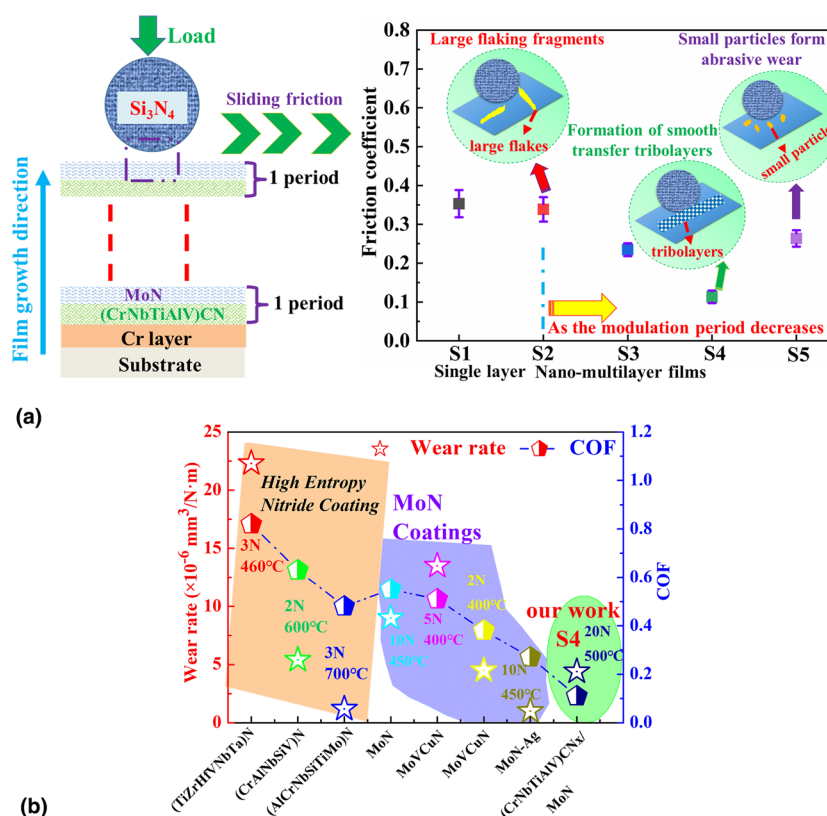 Load
Si₃N₄
Sliding friction
1 period
Film growth direction
MoN
(CrNbTiAlV)CN
1 period
Cr layer
Substrate
(a)
Friction coefficient
0.8
0.7
0.6
0.5
0.4
0.3
0.2
0.1
0.0
Large flaking fragments
large flakes
Small particles form
abrasive wear
small particle
Formation of smooth
transfer tribolayers
tribolayers
As the modulation period decreases
S1
S2
S3
S4
S5
Single layer
Nano-multilayer films
Wear rate (×10⁻⁶ mm³/N·m)
25
20
15
10
5
0
Wear rate
COF
High Entropy
Nitride Coating
MoN
Coatings
our work
S4
3N
460℃
2N
600℃
3N
700℃
10N
450℃
5N
400℃
2N
400℃
10N
450℃
20N
500℃
1.2
1.0
0.8
0.6
0.4
0.2
0.0
COF
(TiZrHfVNbTa)N
(CrAlNbSiV)N
(AlCrNbSiTiMo)N
MoN
MoVCuN
MoVCuN
MoN-Ag
(CrNbTiAlV)CNx/
MoN
(b)